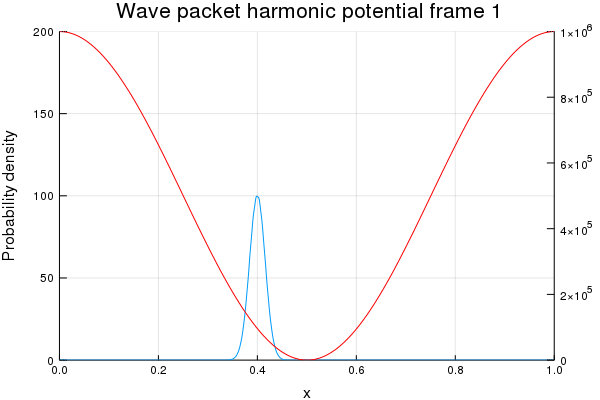 Wave packet harmonic potential frame 1
200
150
100
50
0
Probability density
1×10⁶
8×10⁵
6×10⁵
4×10⁵
2×10⁵
0
0.0 0.2 0.4 0.6 0.8 1.0
x